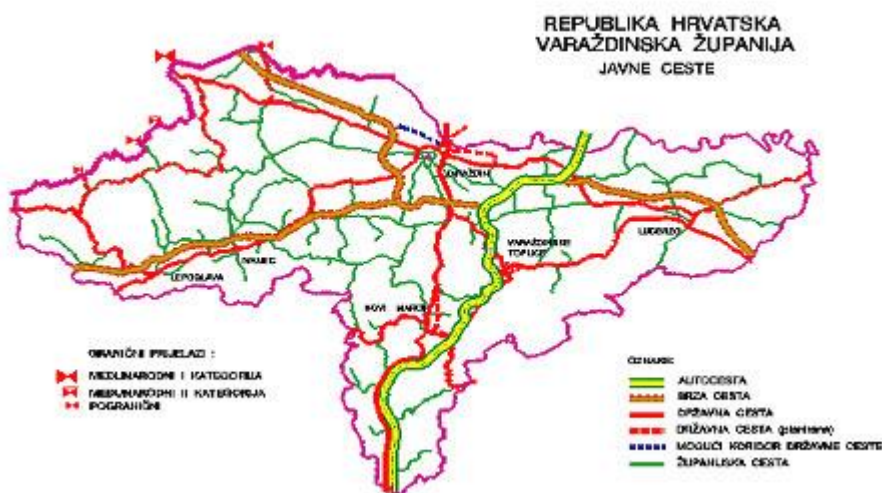 REPUBLIKA HRVATSKA
VARAŽDINSKA ŽUPANIJA
JAVNE CESTE
VARAŽDIN
LUDBREG
VARAŽDINSKE
TOPLICE
IVANEC
LEPOGLAVA
NOVI MAROF
GRANIČNI PRIJELAZI :
MEĐUNARODNI I KATEGORIJA
MEĐUNARODNI II KATEGORIJA
POGRANIČNI
OZNAKE:
AUTOCESTA
BRZA CESTA
DRŽAVNA CESTA
DRŽAVNA CESTA (planirana)
MOGUĆI KORIDOR DRŽAVNE CESTE
ŽUPANIJSKA CESTA